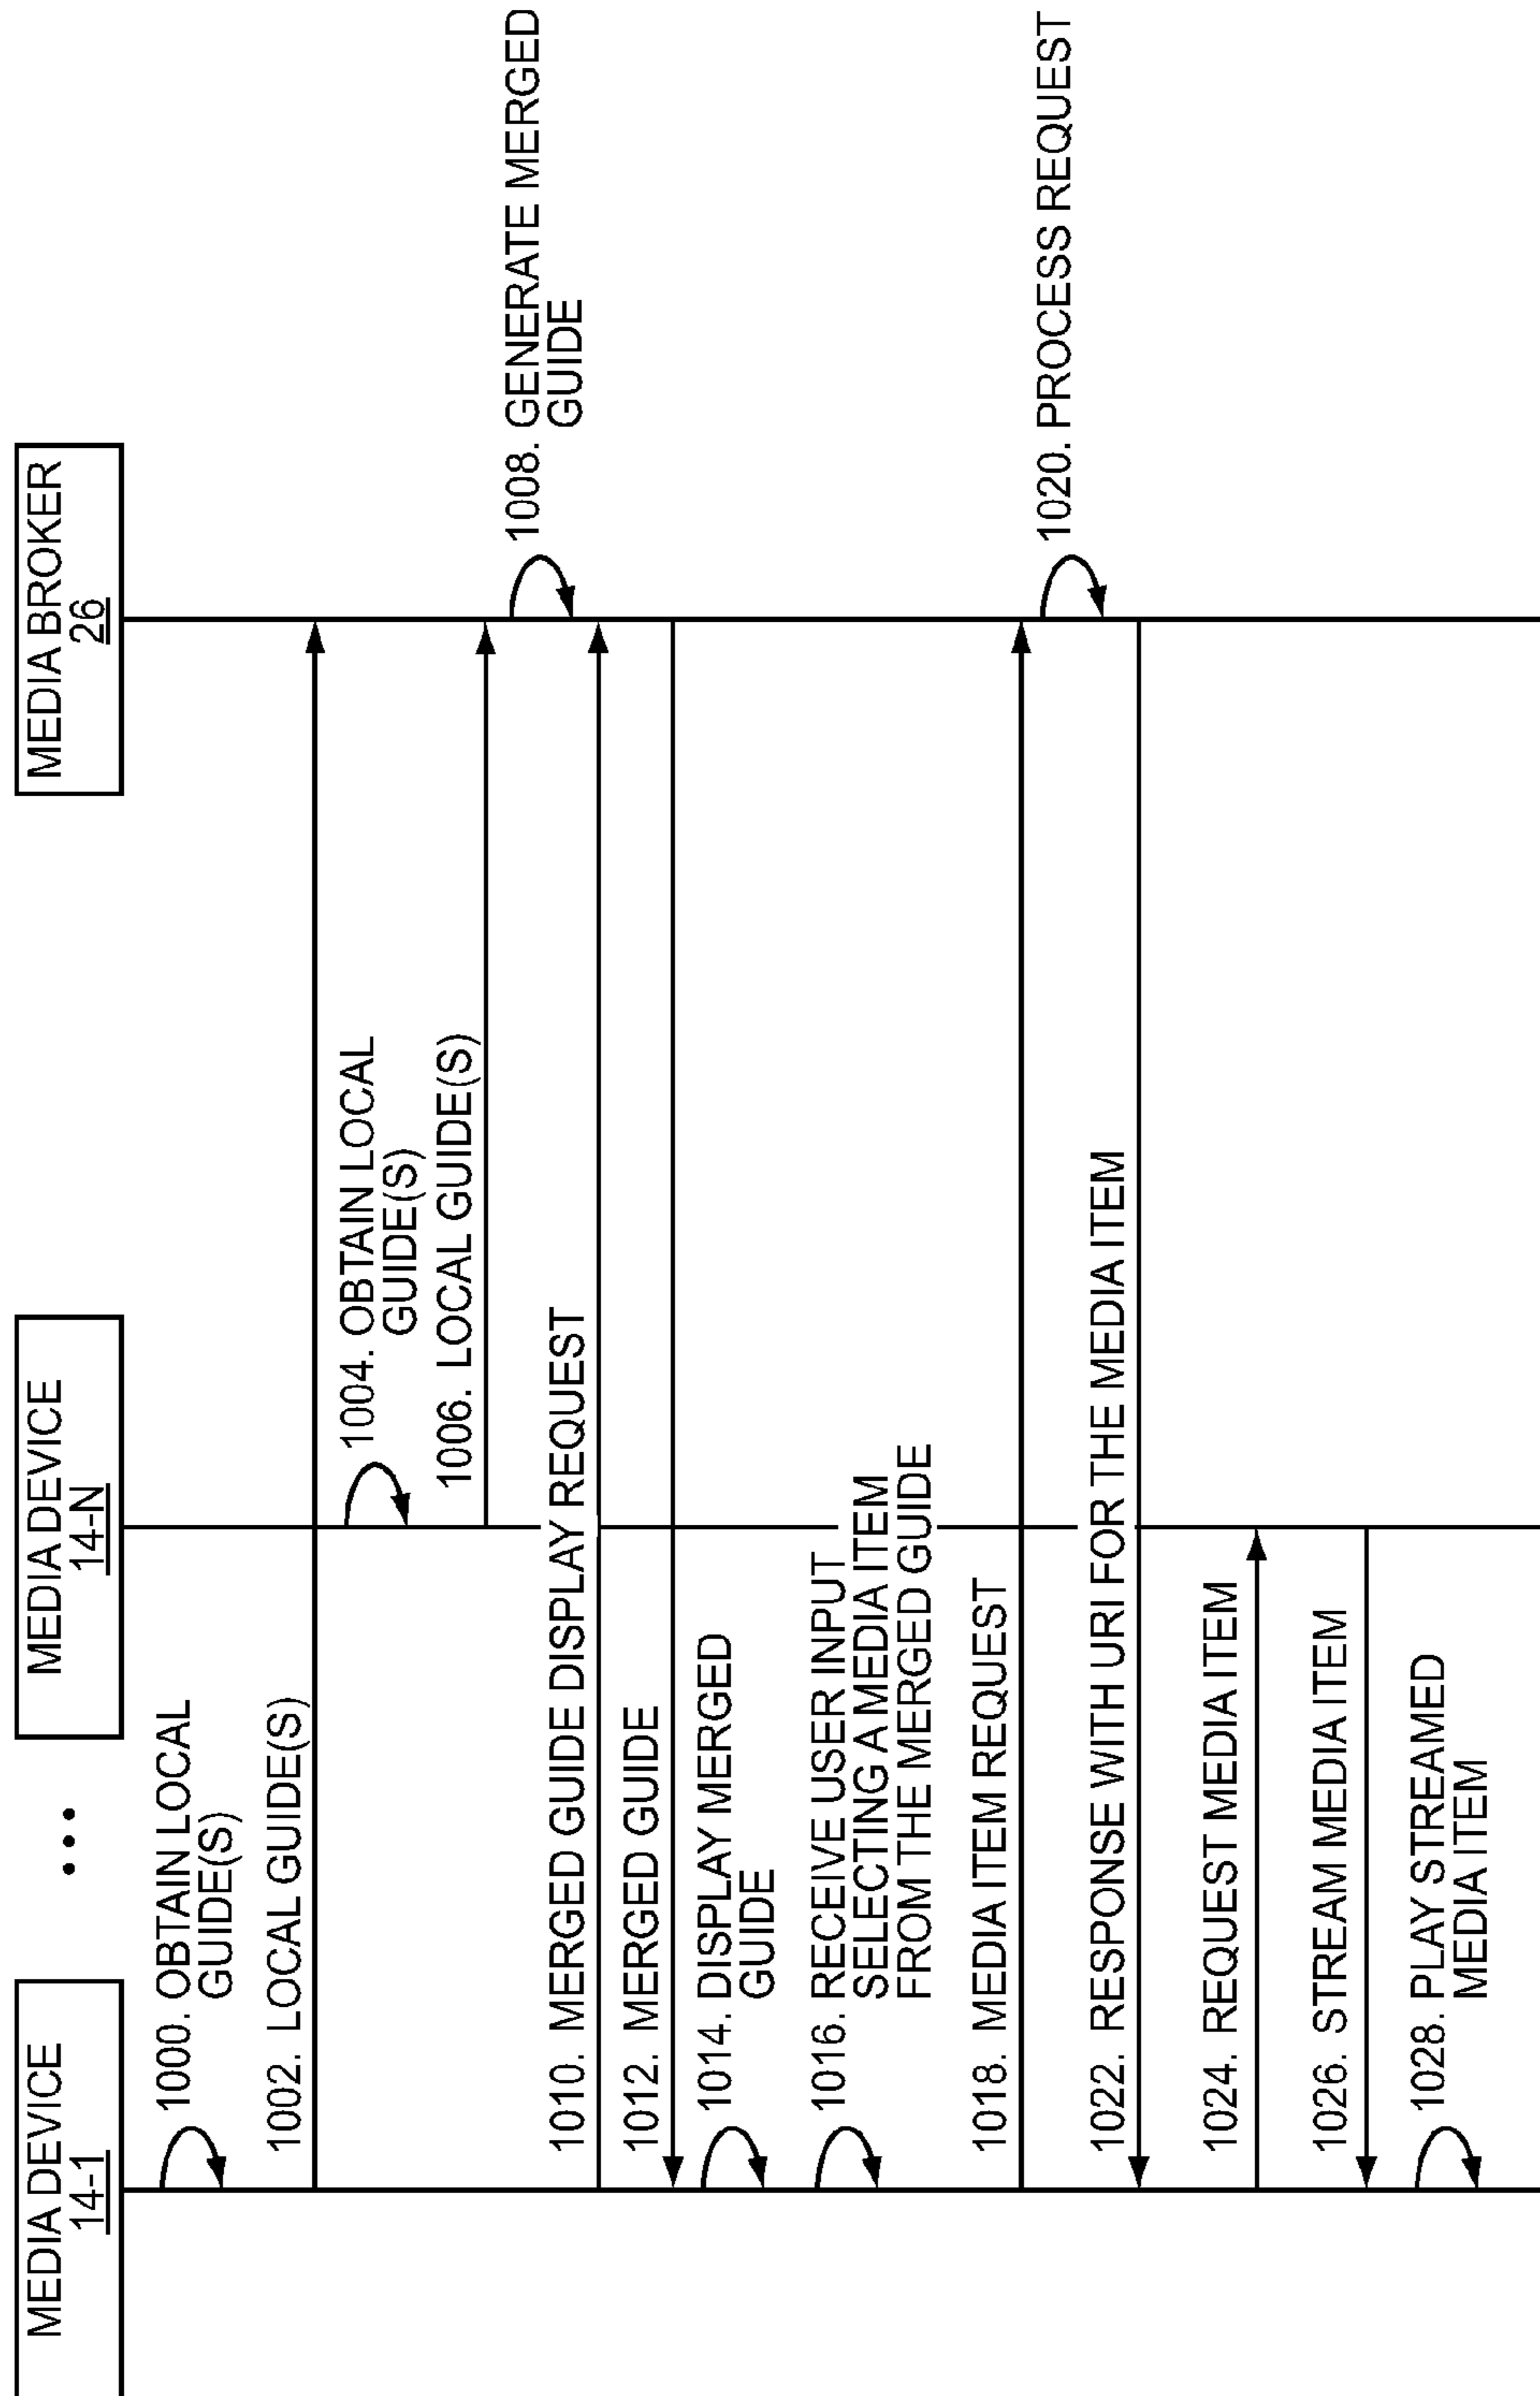 MEDIA DEVICE
14-1
...
MEDIA DEVICE
14-N
MEDIA BROKER
26
1000. OBTAIN LOCAL
GUIDE(S)
1002. LOCAL GUIDE(S)
1004. OBTAIN LOCAL
GUIDE(S)
1006. LOCAL GUIDE(S)
1008. GENERATE MERGED
GUIDE
1010. MERGED GUIDE DISPLAY REQUEST
1012. MERGED GUIDE
1014. DISPLAY MERGED
GUIDE
1016. RECEIVE USER INPUT
SELECTING A MEDIA ITEM
FROM THE MERGED GUIDE
1018. MEDIA ITEM REQUEST
1020. PROCESS REQUEST
1022. RESPONSE WITH URI FOR THE MEDIA ITEM
1024. REQUEST MEDIA ITEM
1026. STREAM MEDIA ITEM
1028. PLAY STREAMED
MEDIA ITEM